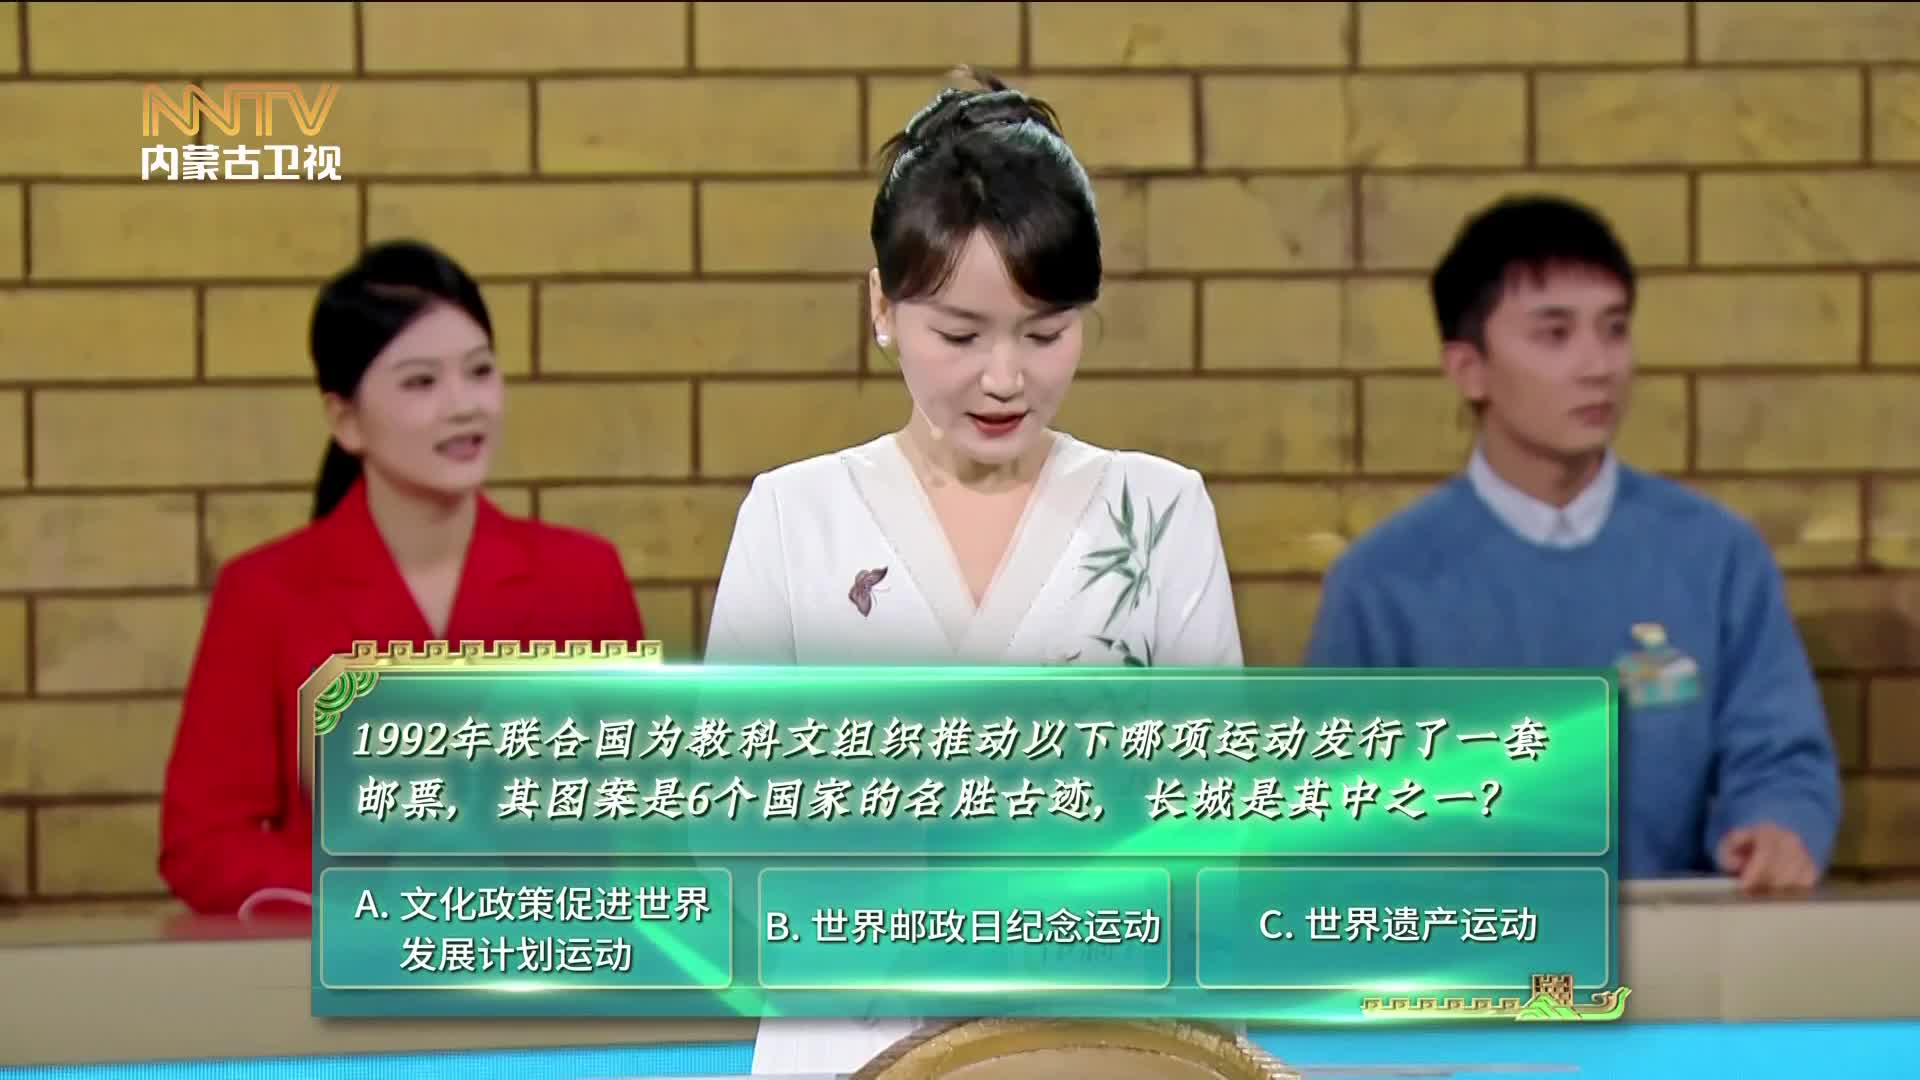 NNTV
内蒙古卫视
1992年联合国为教科文组织推动以下哪项运动发行了一套
邮票，其图案是6个国家的名胜古迹，长城是其中之一？
A. 文化政策促进世界
发展计划运动
B. 世界邮政日纪念运动
C. 世界遗产运动